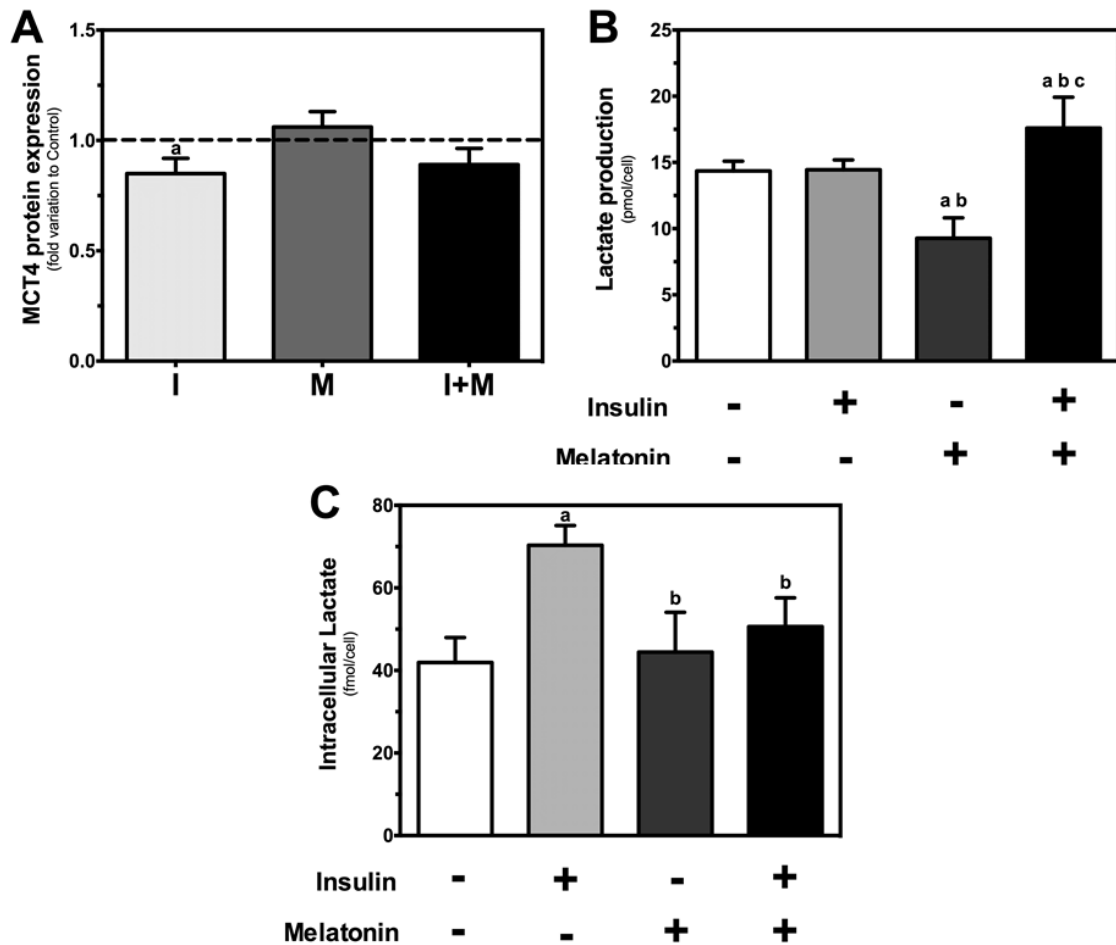 A
MCT4 protein expression
(fold variation to Control)
1.5
1.0
0.5
0.0
a
I
M
I+M
B
Lactate production
(pmol/cell)
25
20
15
10
5
0
a b
a b c
Insulin - + - +
Melatonin - - + +
C
Intracellular Lactate
(fmol/cell)
80
60
40
20
0
a
b
b
Insulin - + - +
Melatonin - - + +